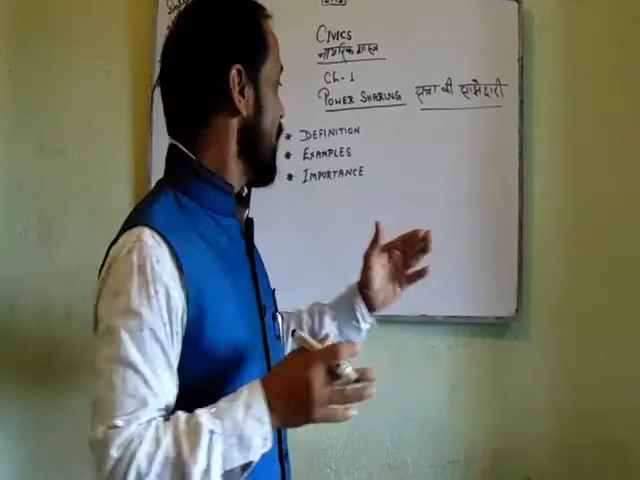 CIVICS
नागरिक शास्त्र
Ch-1
POWER SHARING सत्ता की साझेदारी
* DEFINITION
* EXAMPLES
* IMPORTANCE